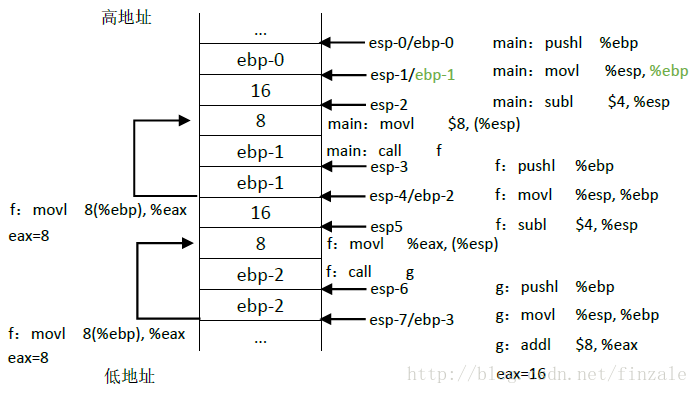 高地址
...
esp-0/ebp-0 main: pushl %ebp
ebp-0
esp-1/ebp-1 main: movl %esp, %ebp
16
esp-2 main: subl $4, %esp
8 main: movl $8, (%esp)
ebp-1 main: call f
esp-3 f: pushl %ebp
ebp-1
esp-4/ebp-2 f: movl %esp, %ebp
f: movl 8(%ebp), %eax 16
esp5 f: subl $4, %esp
eax=8
8 f: movl %eax, (%esp)
ebp-2 f: call g
esp-6 g: pushl %ebp
ebp-2
esp-7/ebp-3 g: movl %esp, %ebp
f: movl 8(%ebp), %eax ...
g: addl $8, %eax
eax=8
低地址
eax=16
http://blog.csdn.net/finzale